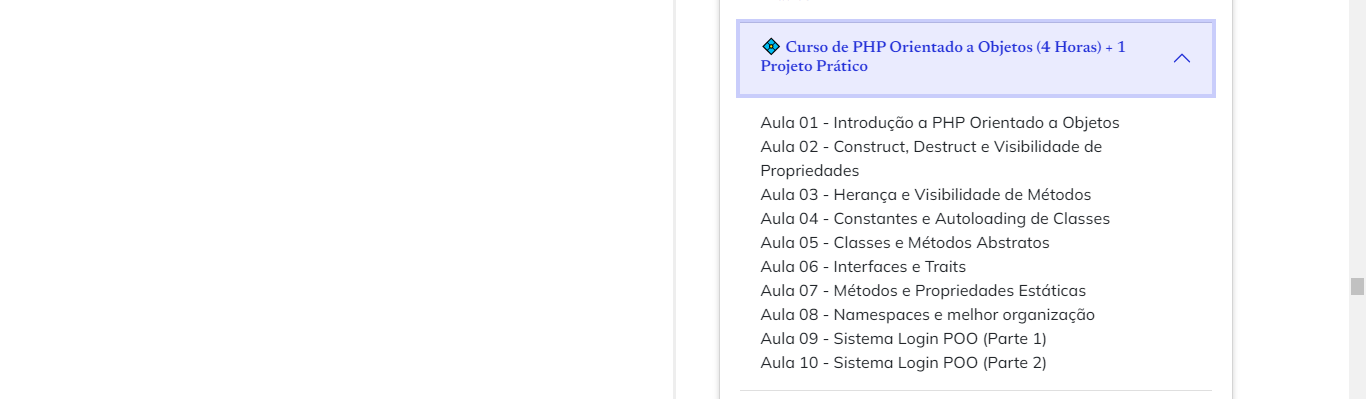 Curso de PHP Orientado a Objetos (4 Horas) + 1
Projeto Prático
Aula 01 - Introdução a PHP Orientado a Objetos
Aula 02 - Construct, Destruct e Visibilidade de
Propriedades
Aula 03 - Herança e Visibilidade de Métodos
Aula 04 - Constantes e Autoloading de Classes
Aula 05 - Classes e Métodos Abstratos
Aula 06 - Interfaces e Traits
Aula 07 - Métodos e Propriedades Estáticas
Aula 08 - Namespaces e melhor organização
Aula 09 - Sistema Login POO (Parte 1)
Aula 10 - Sistema Login POO (Parte 2)